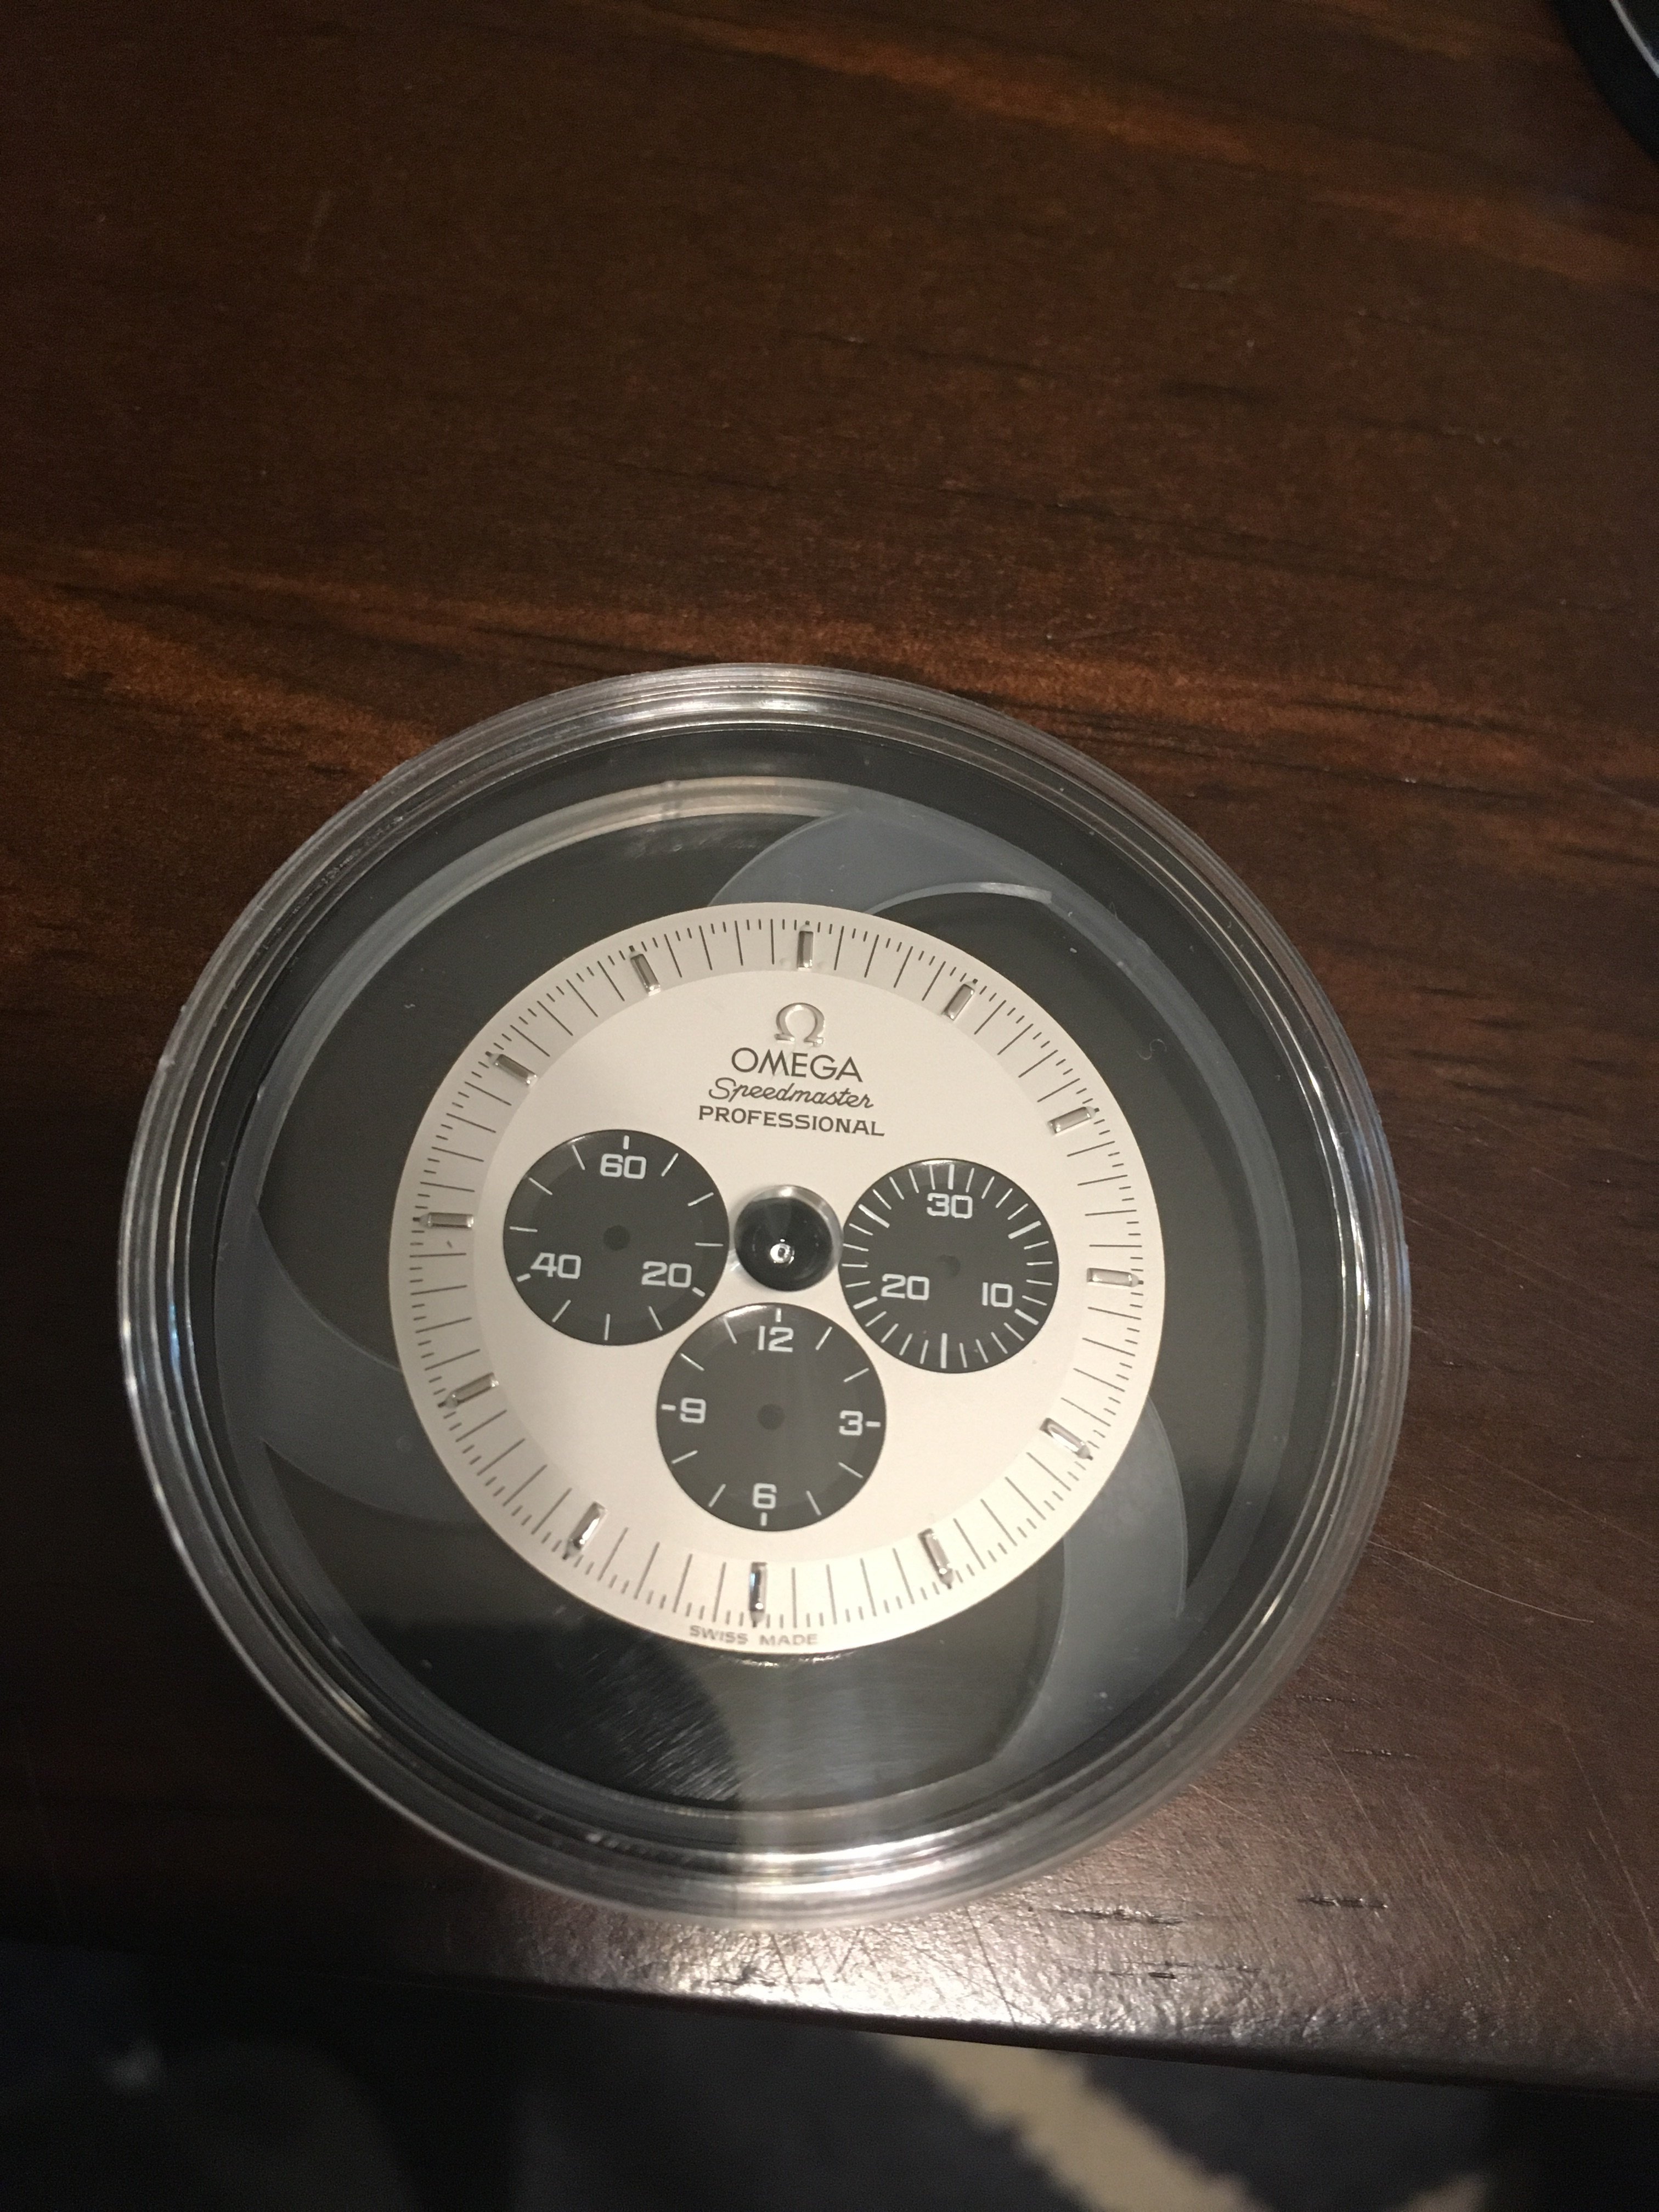 Ω
OMEGA
Speedmaster
PROFESSIONAL
60
40 20
30
20 10
12
-9 3-
6
SWISS MADE